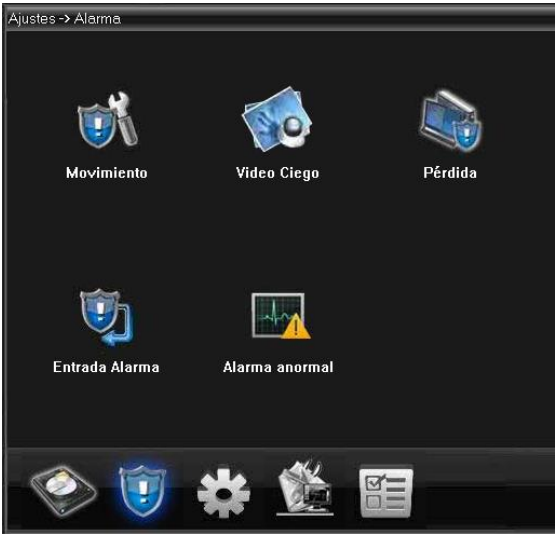 Ajustes -> Alarma
Movimiento
Video Ciego
Pérdida
Entrada Alarma
Alarma anormal